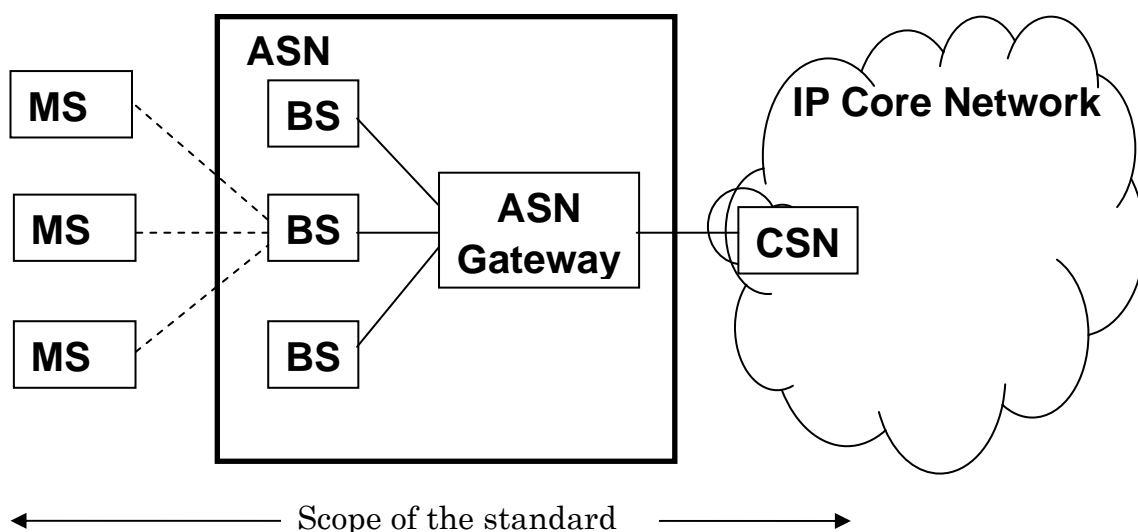 ASN
MS
BS
IP Core Network
MS
BS
ASN
Gateway
CSN
MS
BS
Scope of the standard